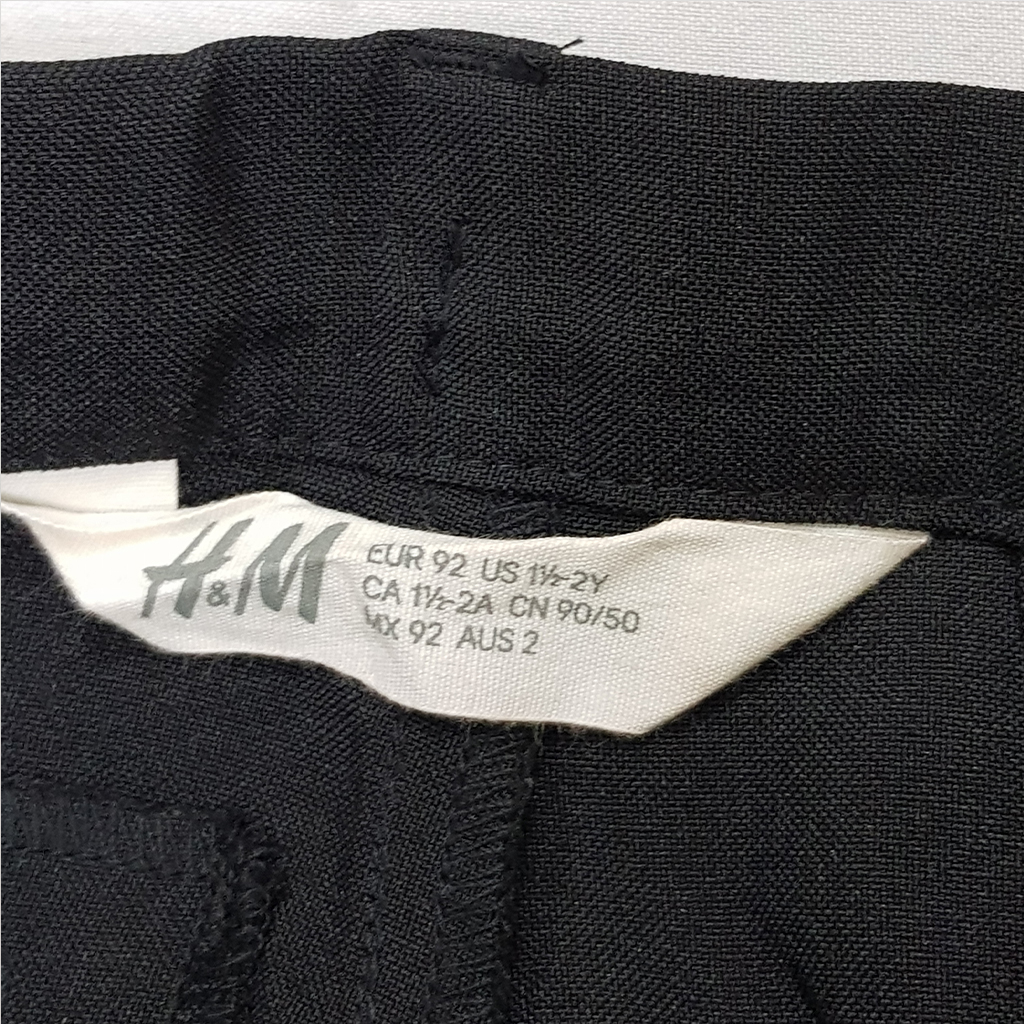 H&M
EUR 92 US 1½-2Y
CA 1½-2A CN 90/50
MX 92 AUS 2